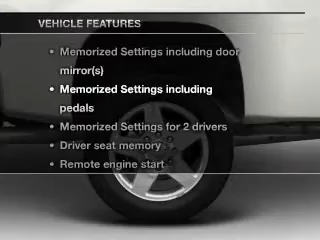 VEHICLE FEATURES
• Memorized Settings including door
mirror(s)
• Memorized Settings including
pedals
• Memorized Settings for 2 drivers
• Driver seat memory
• Remote engine start